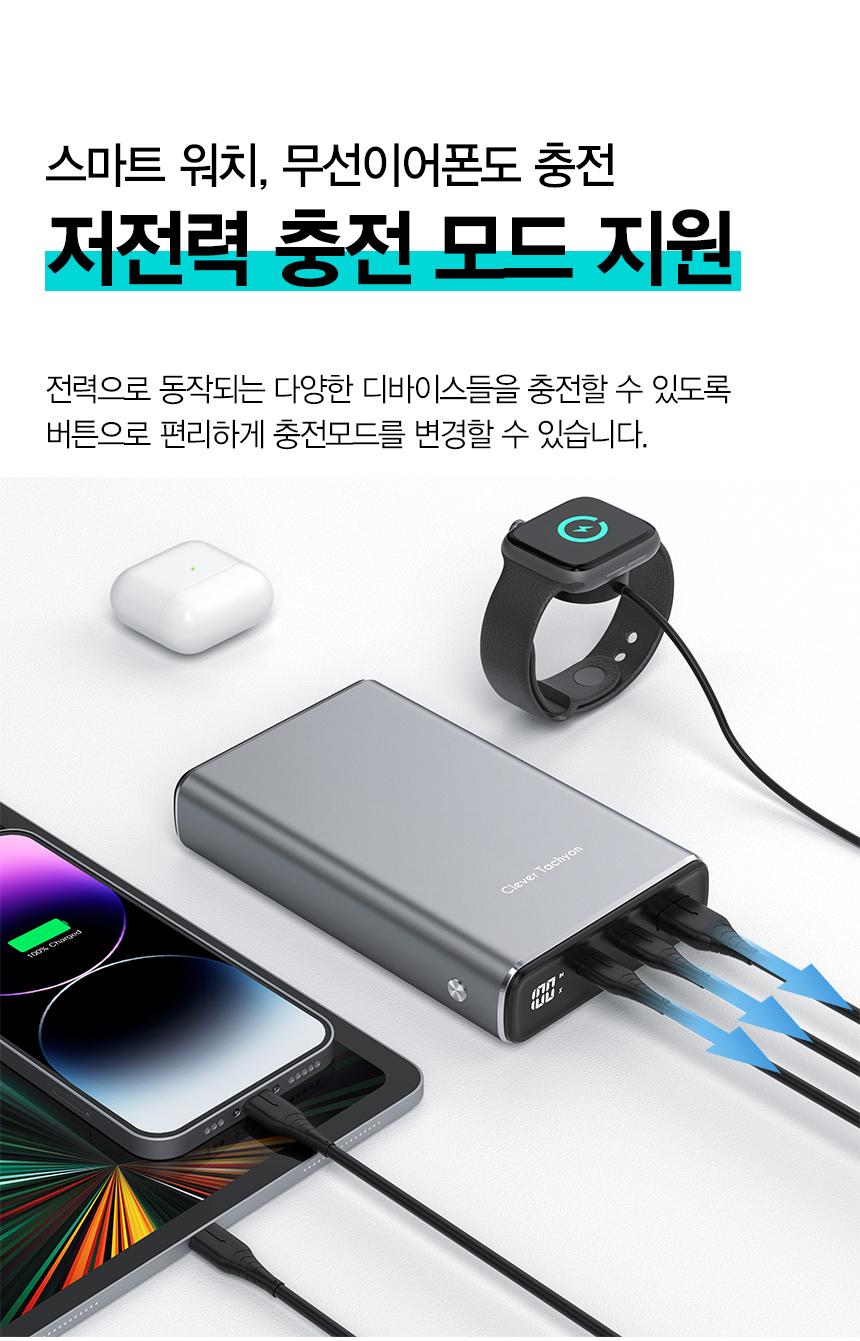 스마트 워치, 무선이어폰도 충전
저전력 충전 모드 지원
전력으로 동작되는 다양한 디바이스들을 충전할 수 있도록
버튼으로 편리하게 충전모드를 변경할 수 있습니다.
Clever Tachyon
100% Charged
100